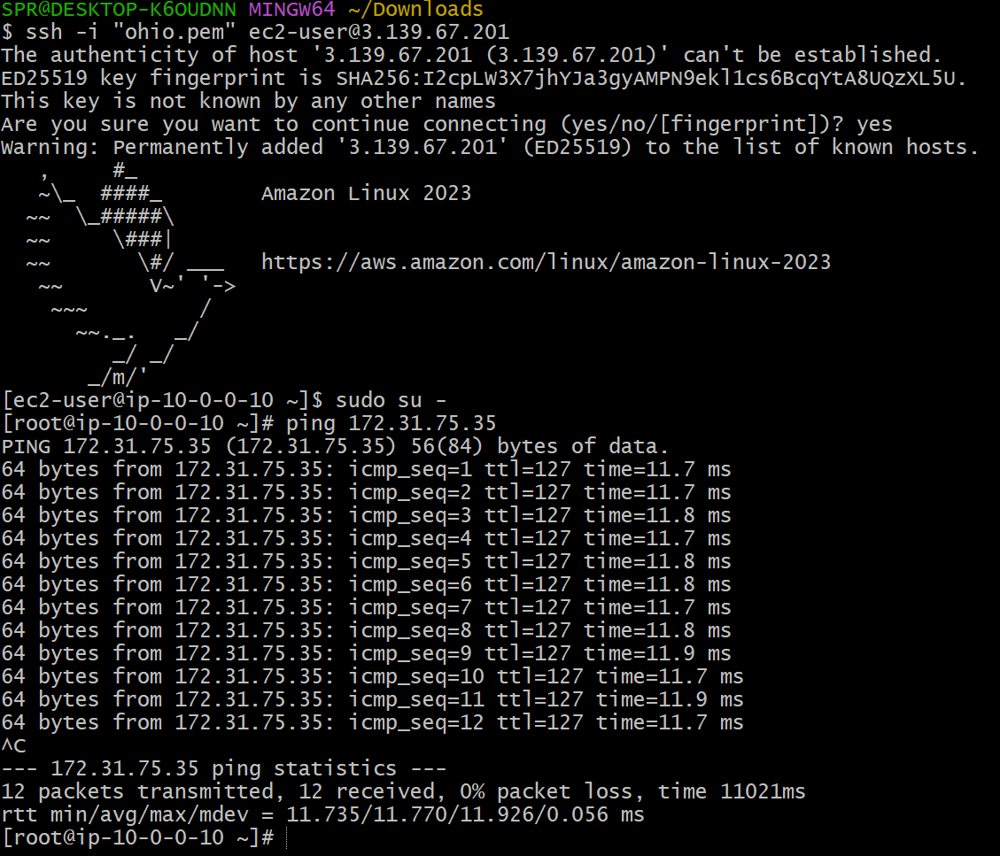 SPR@DESKTOP-K6OUDNN MINGW64 ~/Downloads
$ ssh -i "ohio.pem" ec2-user@3.139.67.201
The authenticity of host '3.139.67.201 (3.139.67.201)' can't be established.
ED25519 key fingerprint is SHA256:I2cpLW3X7jhYJa3gyAMPN9ekl1cs6BcqYtA8UQzXL5U.
This key is not known by any other names
Are you sure you want to continue connecting (yes/no/[fingerprint])? yes
Warning: Permanently added '3.139.67.201' (ED25519) to the list of known hosts.
   ,     #_
   ~\_  ####_        Amazon Linux 2023
  ~~  \_#####\
  ~~     \###|
  ~~       \#/ ___   https://aws.amazon.com/linux/amazon-linux-2023
   ~~       V~' '->
    ~~~         /
      ~~._.   _/
         _/ _/
       _/m/'
[ec2-user@ip-10-0-0-10 ~]$ sudo su -
[root@ip-10-0-0-10 ~]# ping 172.31.75.35
PING 172.31.75.35 (172.31.75.35) 56(84) bytes of data.
64 bytes from 172.31.75.35: icmp_seq=1 ttl=127 time=11.7 ms
64 bytes from 172.31.75.35: icmp_seq=2 ttl=127 time=11.7 ms
64 bytes from 172.31.75.35: icmp_seq=3 ttl=127 time=11.8 ms
64 bytes from 172.31.75.35: icmp_seq=4 ttl=127 time=11.7 ms
64 bytes from 172.31.75.35: icmp_seq=5 ttl=127 time=11.8 ms
64 bytes from 172.31.75.35: icmp_seq=6 ttl=127 time=11.8 ms
64 bytes from 172.31.75.35: icmp_seq=7 ttl=127 time=11.7 ms
64 bytes from 172.31.75.35: icmp_seq=8 ttl=127 time=11.8 ms
64 bytes from 172.31.75.35: icmp_seq=9 ttl=127 time=11.9 ms
64 bytes from 172.31.75.35: icmp_seq=10 ttl=127 time=11.7 ms
64 bytes from 172.31.75.35: icmp_seq=11 ttl=127 time=11.9 ms
64 bytes from 172.31.75.35: icmp_seq=12 ttl=127 time=11.7 ms
^C
--- 172.31.75.35 ping statistics ---
12 packets transmitted, 12 received, 0% packet loss, time 11021ms
rtt min/avg/max/mdev = 11.735/11.770/11.926/0.056 ms
[root@ip-10-0-0-10 ~]#